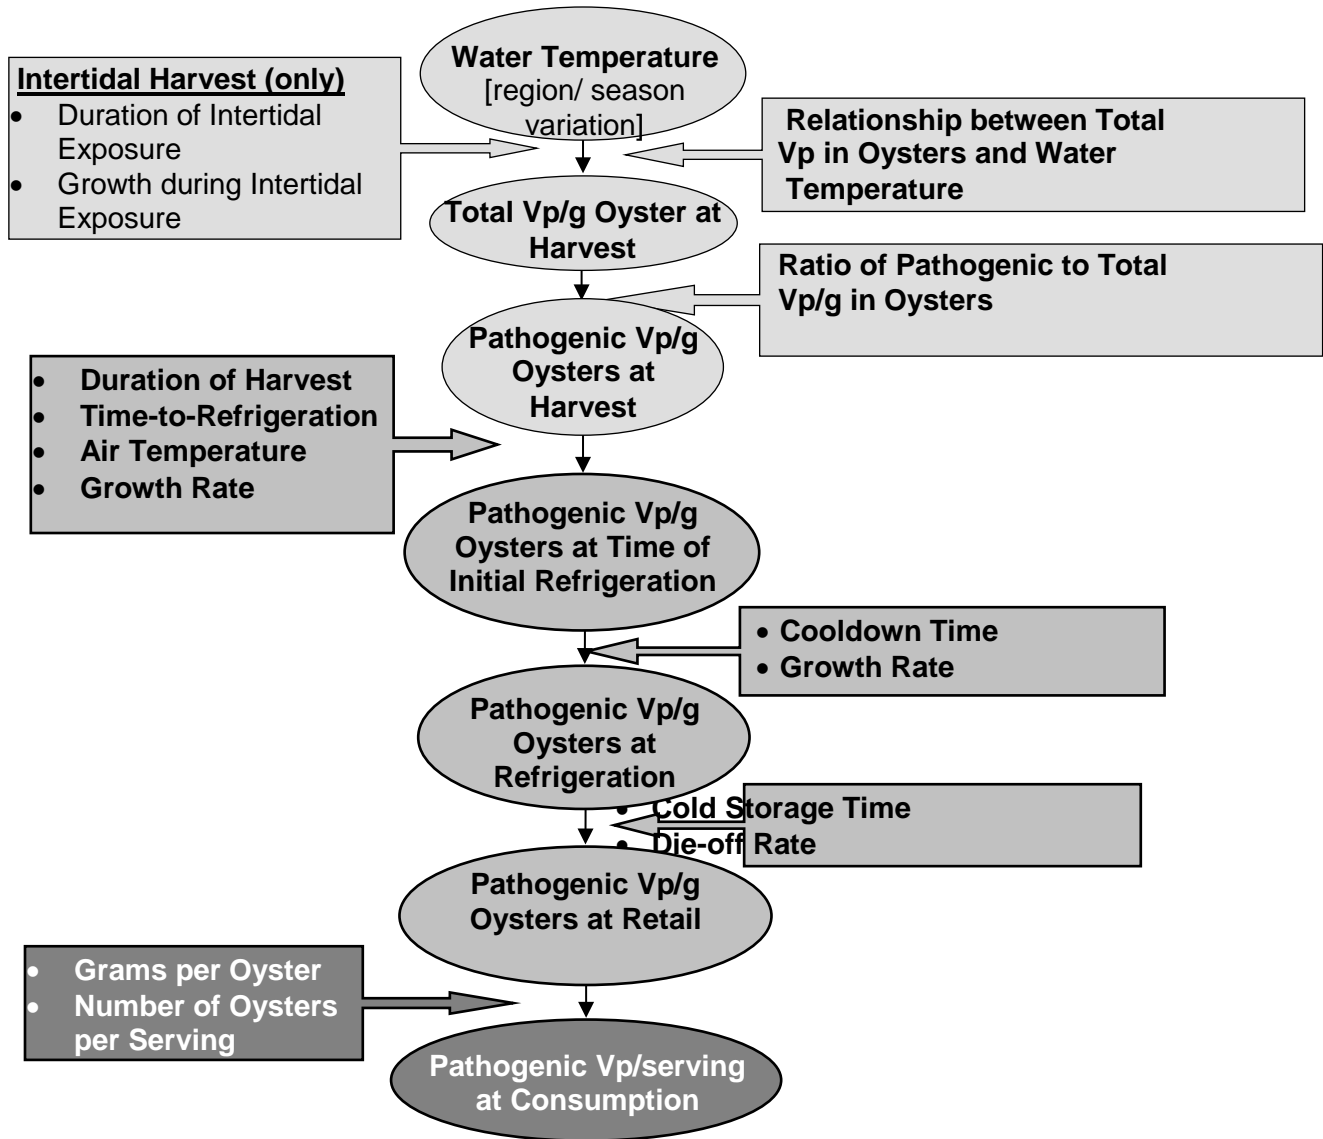 Water Temperature
[region/ season
variation]
Intertidal Harvest (only)
• Duration of Intertidal
Exposure
• Growth during Intertidal
Exposure
Relationship between Total
Vp in Oysters and Water
Temperature
Total Vp/g Oyster at
Harvest
Ratio of Pathogenic to Total
Vp/g in Oysters
Pathogenic Vp/g
Oysters at
Harvest
• Duration of Harvest
• Time-to-Refrigeration
• Air Temperature
• Growth Rate
Pathogenic Vp/g
Oysters at Time of
Initial Refrigeration
• Cooldown Time
• Growth Rate
Pathogenic Vp/g
Oysters at
Refrigeration
• Cold Storage Time
• Die-off Rate
Pathogenic Vp/g
Oysters at Retail
• Grams per Oyster
• Number of Oysters
per Serving
Pathogenic Vp/serving
at Consumption